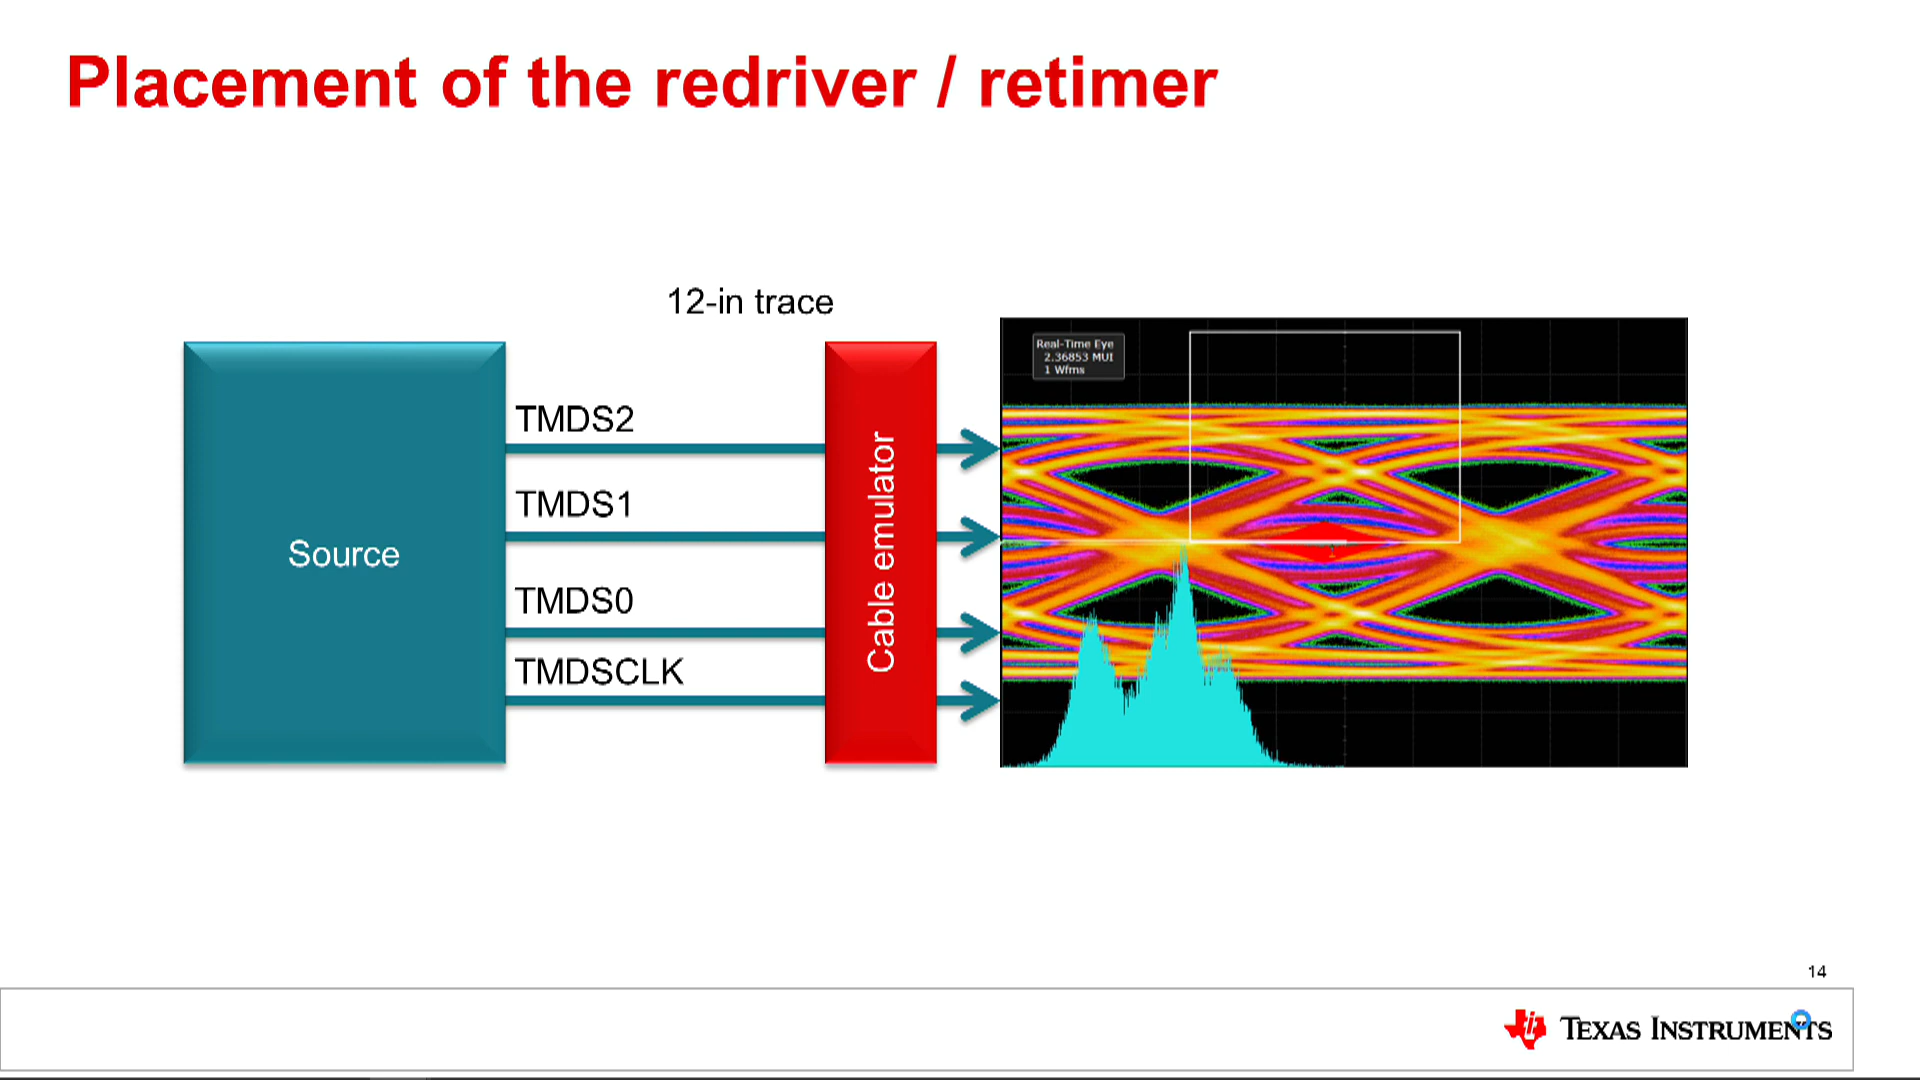 Placement of the redriver / retimer
12-in trace
Source
TMDS2
TMDS1
TMDS0
TMDSCLK
Cable emulator
Real-Time Eye
2.36853 MUI
1 Wfms
1
14
TEXAS INSTRUMENTS